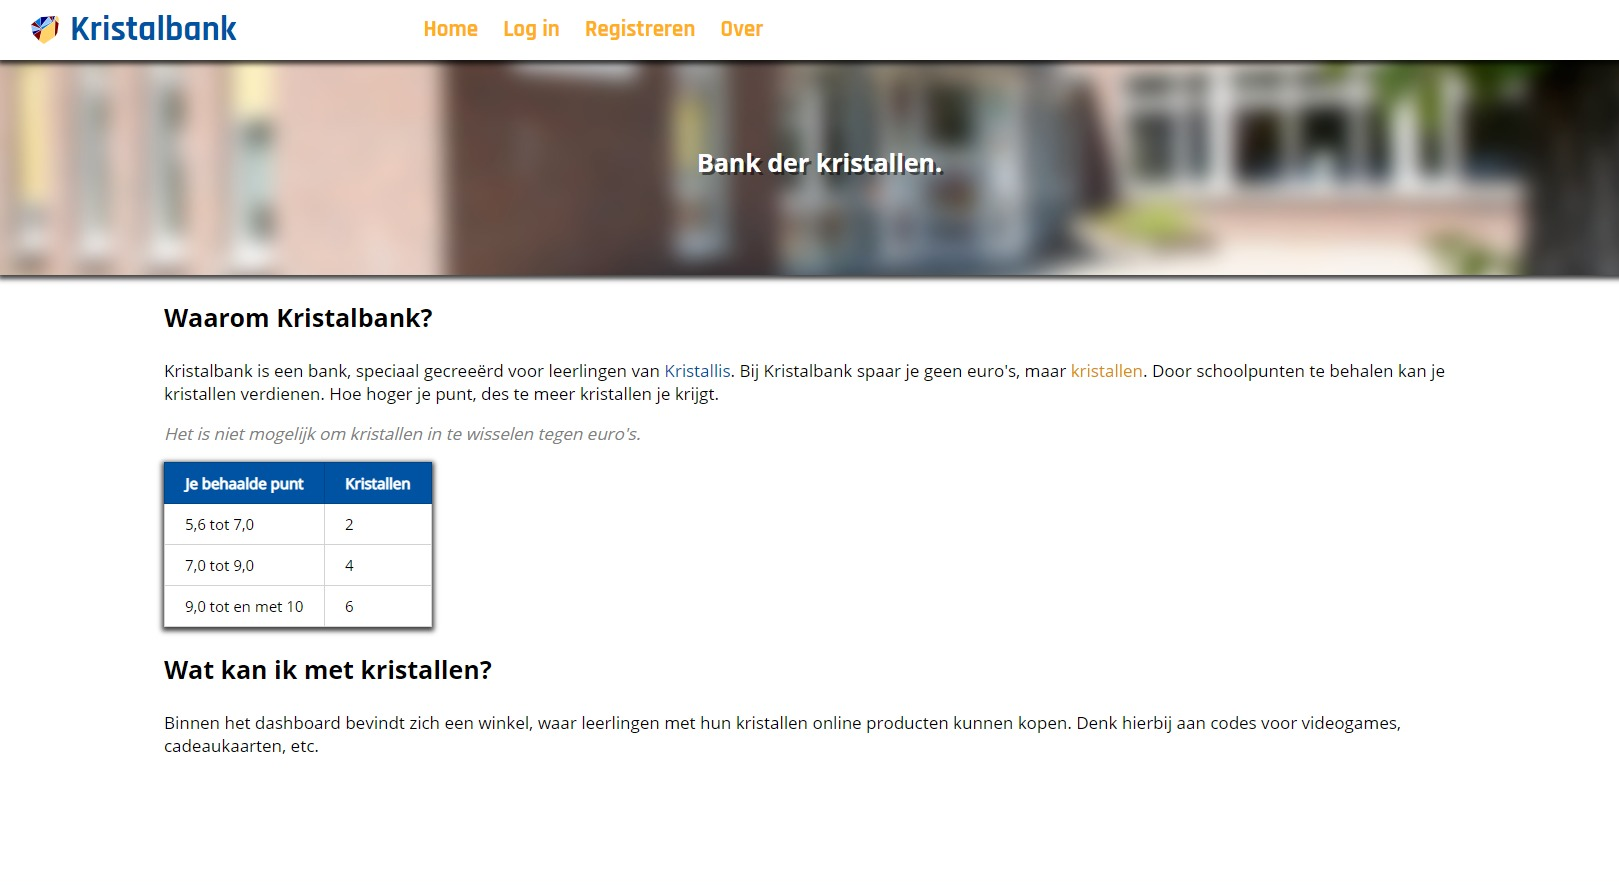 Kristalbank
Home Log in Registreren Over
Bank der kristallen.
Waarom Kristalbank?
Kristalbank is een bank, speciaal gecreeërd voor leerlingen van Kristallis. Bij Kristalbank spaar je geen euro's, maar kristallen. Door schoolpunten te behalen kan je
kristallen verdienen. Hoe hoger je punt, des te meer kristallen je krijgt.
Het is niet mogelijk om kristallen in te wisselen tegen euro's.
Je behaalde punt Kristallen
5,6 tot 7,0 2
7,0 tot 9,0 4
9,0 tot en met 10 6
Wat kan ik met kristallen?
Binnen het dashboard bevindt zich een winkel, waar leerlingen met hun kristallen online producten kunnen kopen. Denk hierbij aan codes voor videogames,
cadeaukaarten, etc.